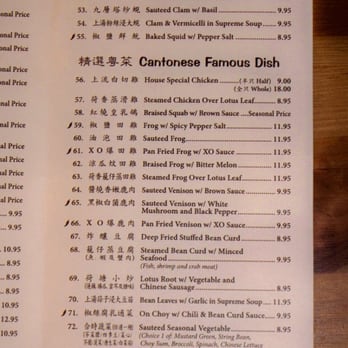 sonal Price
53. 九層塔炒蜆 Sauteed Clam w/ Basil 9.95
54. 上湯粉絲浸大蜆 Clam & Vermicelli in Supreme Soup 9.95
55. 椒鹽鮮魷 Baked Squid w/ Pepper Salt 8.95
精選粵菜 Cantonese Famous Dish
56. 上流白切雞 House Special Chicken (半只 Half) 9.00
(全只 Whole) 18.00
57. 荷香蒸滑雞 Steamed Chicken Over Lotus Leaf 8.95
58. 紅燒皇乳鴿 Braised Squab w/ Brown Sauce ...Seasonal Price
59. 椒鹽田雞 Frog w/ Spicy Pepper Salt 11.95
60. 油泡田雞 Sauteed Frog 11.95
61. X O 爆田雞 Pan Fried Frog w/ XO Sauce 11.95
62. 涼瓜炆田雞 Braised Frog w/ Bitter Melon 11.95
63. 荷香蒸田雞 Steamed Frog Over Lotus Leaf 11.95
64. 醬燒香嫩鹿肉 Sauteed Venison w/ Brown Sauce 11.95
65. 黑椒白菌鹿肉 Sauteed Venison w/ White
Mushroom and Black Pepper 11.95
66. X O 爆鹿肉 Pan Fried Venison w/ XO Sauce 11.95
67. 炸釀豆腐 Deep Fried Stuffed Bean Curd 8.95
68. 蒸豆腐 Steamed Bean Curd w/ Minced
Seafood 8.95
(Fish, shrimp and crab meat)
69. 荷塘小炒 Lotus Root w/ Vegetable and
Chinese Sausage 8.95
70. 上湯蒜子浸大豆苗 Bean Leaves w/ Garlic in Supreme Soup 11.95
71. 椒絲腐乳通菜 On Choy w/ Chili & Bean Curd Sauce 8.95
72. 合時蔬菜 Sauteed Seasonal Vegetable 8.95
(Choice 1 of: Mustard Green, String Bean,
Choy Sum, Broccoli, Spinach, Chinese Lettuce